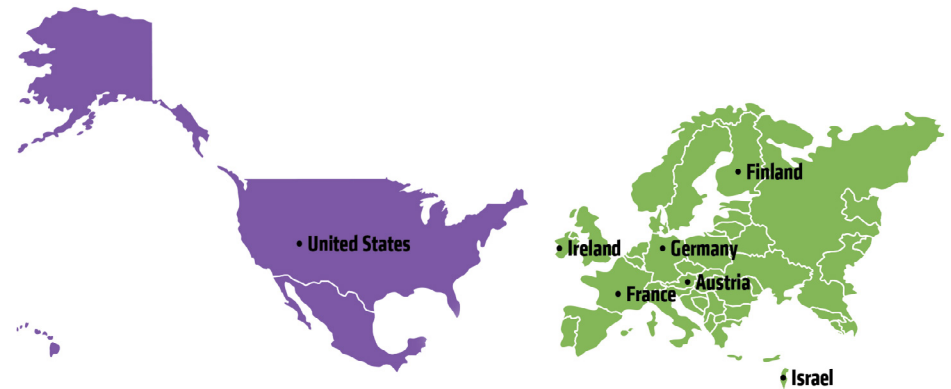 United States
Finland
Ireland
Germany
Austria
France
Israel